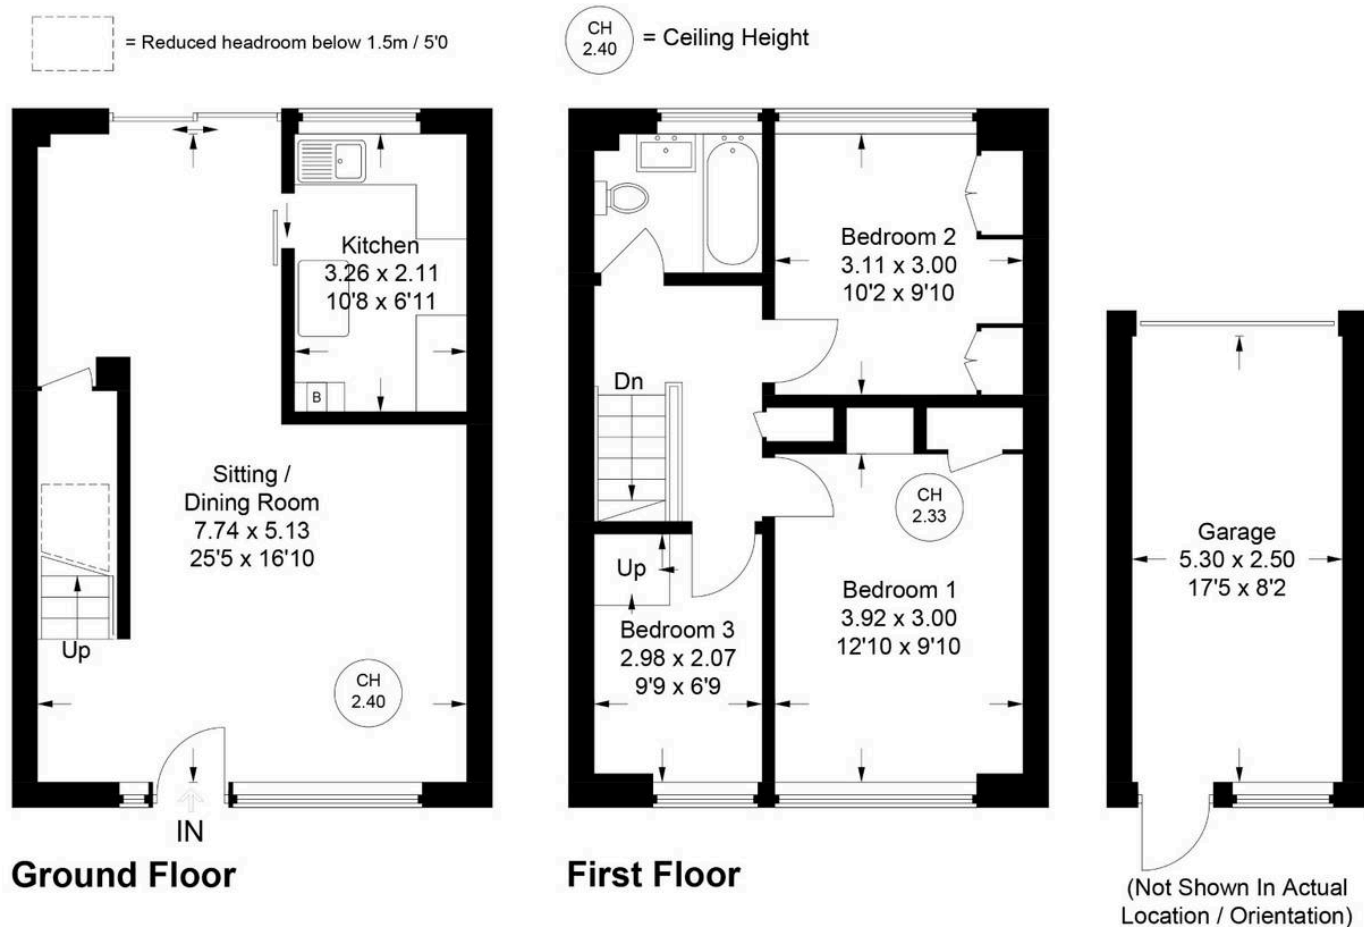 = Reduced headroom below 1.5m / 5'0
CH
2.40
= Ceiling Height
Kitchen
3.26 x 2.11
10'8 x 6'11
B
Sitting /
Dining Room
7.74 x 5.13
25'5 x 16'10
Up
CH
2.40
IN
Ground Floor
Bedroom 2
3.11 x 3.00
10'2 x 9'10
Dn
CH
2.33
Up
Bedroom 1
3.92 x 3.00
12'10 x 9'10
Bedroom 3
2.98 x 2.07
9'9 x 6'9
First Floor
Garage
5.30 x 2.50
17'5 x 8'2
(Not Shown In Actual
Location / Orientation)